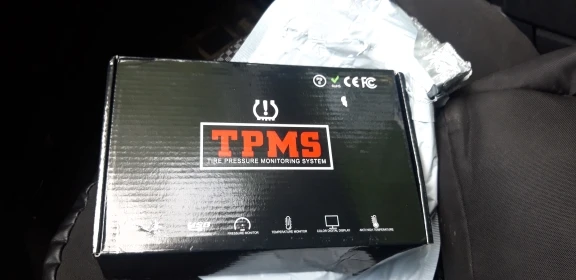 CE FC
TPMS
TIRE PRESSURE MONITORING SYSTEM
PRESSURE MONITOR
TEMPERATURE MONITOR
COLOR DIGITAL DISPLAY